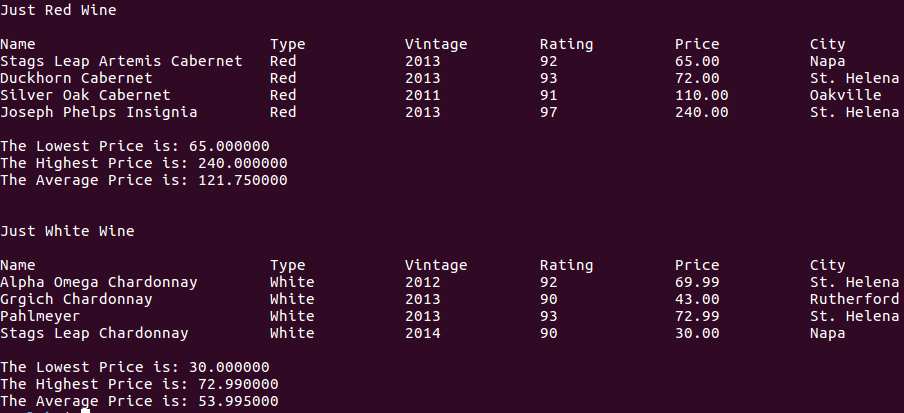 Just Red Wine
Name Type Vintage Rating Price City
Stags Leap Artemis Cabernet Red 2013 92 65.00 Napa
Duckhorn Cabernet Red 2013 93 72.00 St. Helena
Silver Oak Cabernet Red 2011 91 110.00 Oakville
Joseph Phelps Insignia Red 2013 97 240.00 St. Helena
The Lowest Price is: 65.000000
The Highest Price is: 240.000000
The Average Price is: 121.750000
Just White Wine
Name Type Vintage Rating Price City
Alpha Omega Chardonnay White 2012 92 69.99 St. Helena
Grgich Chardonnay White 2013 90 43.00 Rutherford
Pahlmeyer White 2013 93 72.99 St. Helena
Stags Leap Chardonnay White 2014 90 30.00 Napa
The Lowest Price is: 30.000000
The Highest Price is: 72.990000
The Average Price is: 53.995000